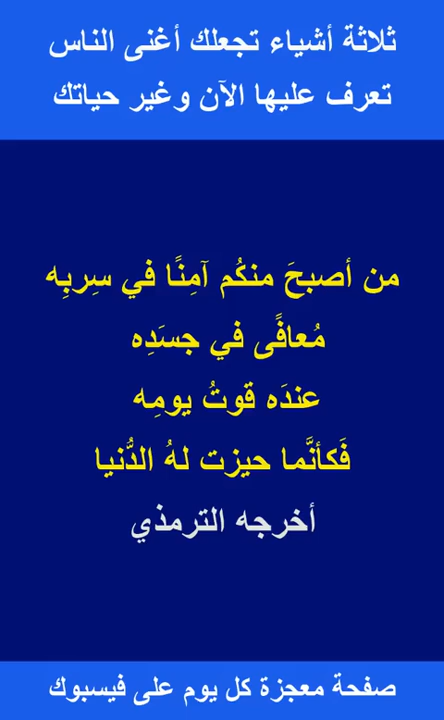 ثلاثة أشياء تجعلك أغنى الناس
تعرف عليها الآن وغير حياتك
من أصبحَ منكُم آمِنًا في سِربِه
مُعافًى في جسَدِه
عندَه قوتُ يومِه
فَكأنَّما حيزت لهُ الدُّنيا
أخرجه الترمذي
صفحة معجزة كل يوم على فيسبوك